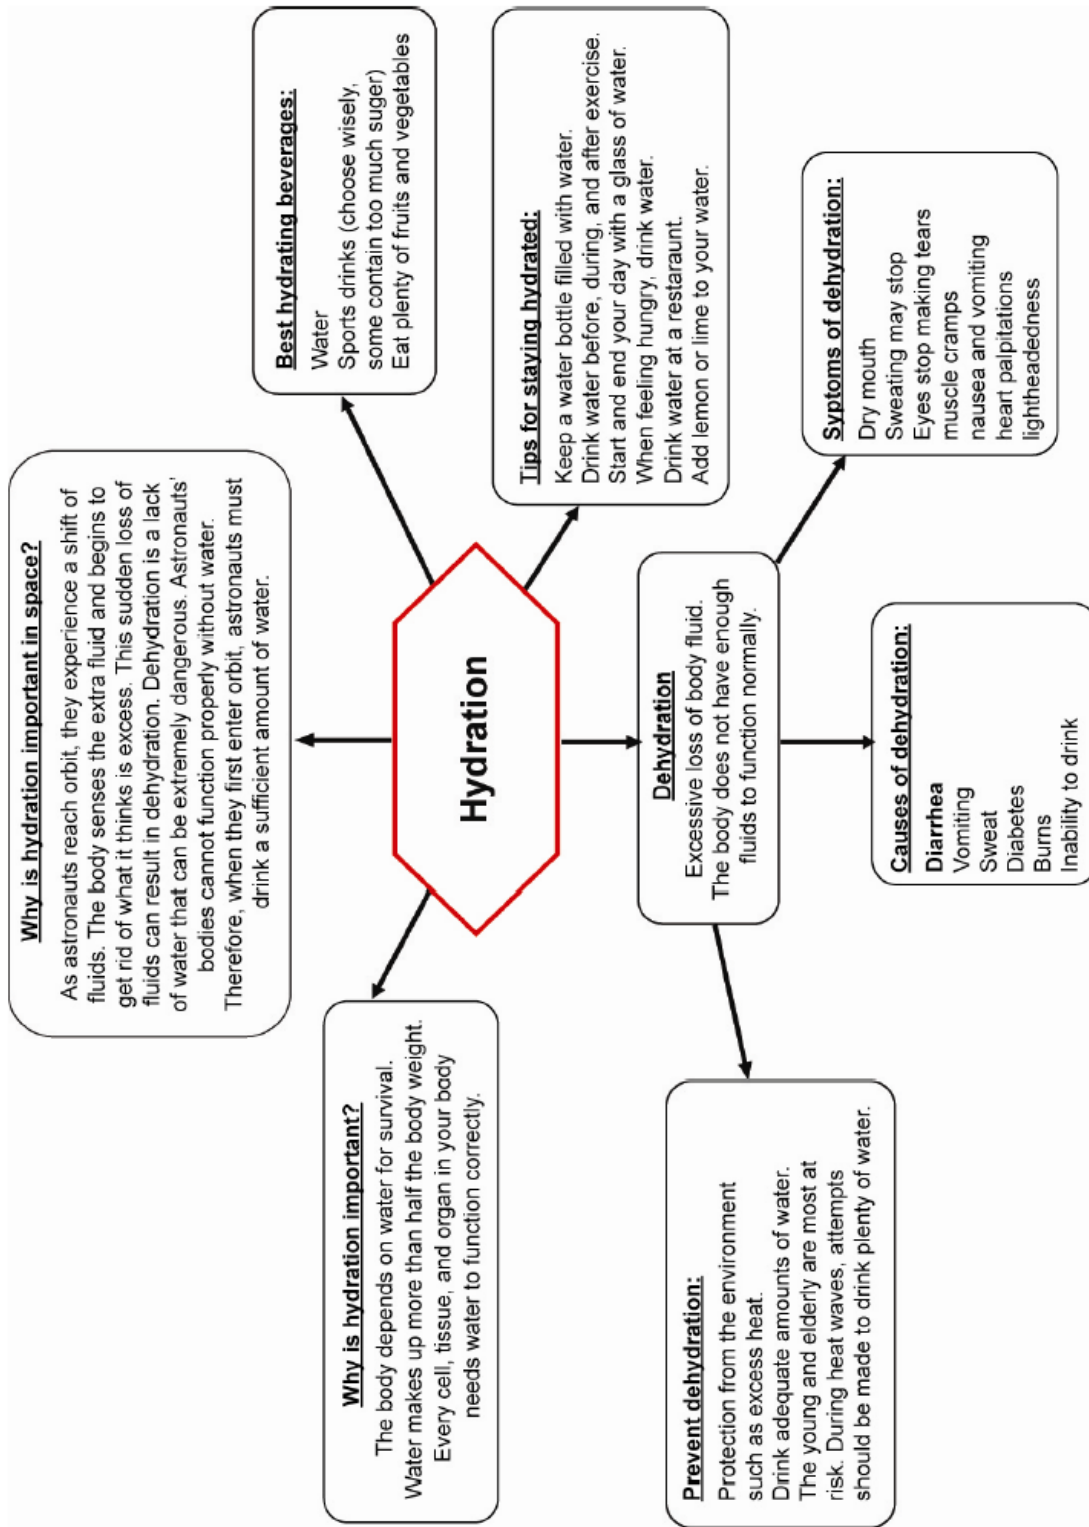 Why is hydration important in space?
As astronauts reach orbit, they experience a shift of
fluids. The body senses the extra fluid and begins to
get rid of what it thinks is excess. This sudden loss of
fluids can result in dehydration. Dehydration is a lack
of water that can be extremely dangerous. Astronauts'
bodies cannot function properly without water.
Therefore, when they first enter orbit, astronauts must
drink a sufficient amount of water.
Why is hydration important?
The body depends on water for survival.
Water makes up more than half the body weight.
Every cell, tissue, and organ in your body
needs water to function correctly.
Hydration
Best hydrating beverages:
Water
Sports drinks (choose wisely,
some contain too much suger)
Eat plenty of fruits and vegetables
Tips for staying hydrated:
Keep a water bottle filled with water.
Drink water before, during, and after exercise.
Start and end your day with a glass of water.
When feeling hungry, drink water.
Drink water at a restaraunt.
Add lemon or lime to your water.
Dehydration
Excessive loss of body fluid.
The body does not have enough
fluids to function normally.
Prevent dehydration:
Protection from the environment
such as excess heat.
Drink adequate amounts of water.
The young and elderly are most at
risk. During heat waves, attempts
should be made to drink plenty of water.
Causes of dehydration:
Diarrhea
Vomiting
Sweat
Diabetes
Burns
Inability to drink
Syptoms of dehydration:
Dry mouth
Sweating may stop
Eyes stop making tears
muscle cramps
nausea and vomiting
heart palpitations
lightheadedness